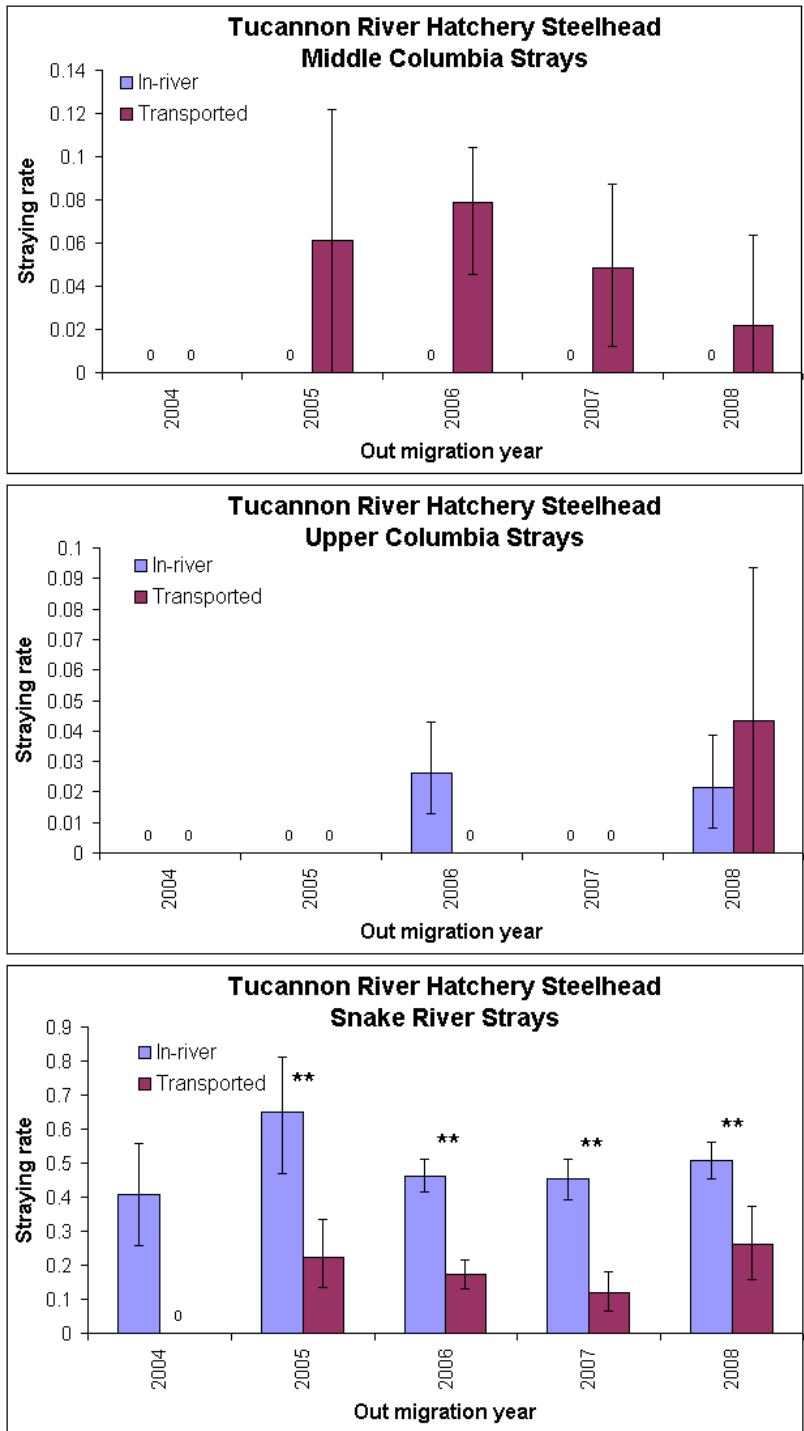 Tucannon River Hatchery Steelhead
Middle Columbia Strays
0.14
In-river
0.12
Transported
0.1
0.08
0.06
0.04
0.02
0
Straying rate
0 0 0 0 0 0
2004 2005 2006 2007 2008
Out migration year
Tucannon River Hatchery Steelhead
Upper Columbia Strays
0.1
In-river
0.09
Transported
0.08
0.07
0.06
0.05
0.04
0.03
0.02
0.01
0
Straying rate
0 0 0 0 0 0 0
2004 2005 2006 2007 2008
Out migration year
Tucannon River Hatchery Steelhead
Snake River Strays
0.9
In-river
0.8
Transported
0.7
0.6
0.5
0.4
0.3
0.2
0.1
0
Straying rate
** ** ** **
0
2004 2005 2006 2007 2008
Out migration year